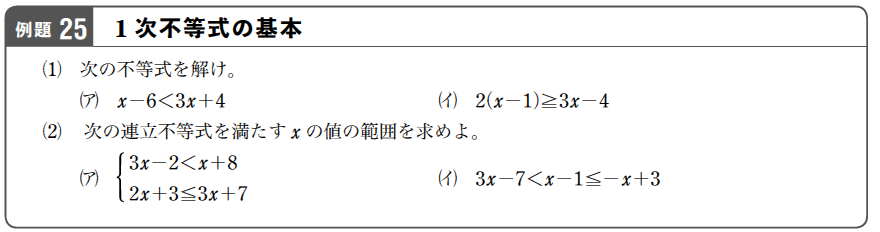 例題 25 1次不等式の基本
⑴ 次の不等式を解け。
㋐ x−6<3x+4 ㋑ 2(x−1)≧3x−4
⑵ 次の連立不等式を満たす x の値の範囲を求めよ。
㋐ { 3x−2<x+8
2x+3≦3x+7
㋑ 3x−7<x−1≦−x+3